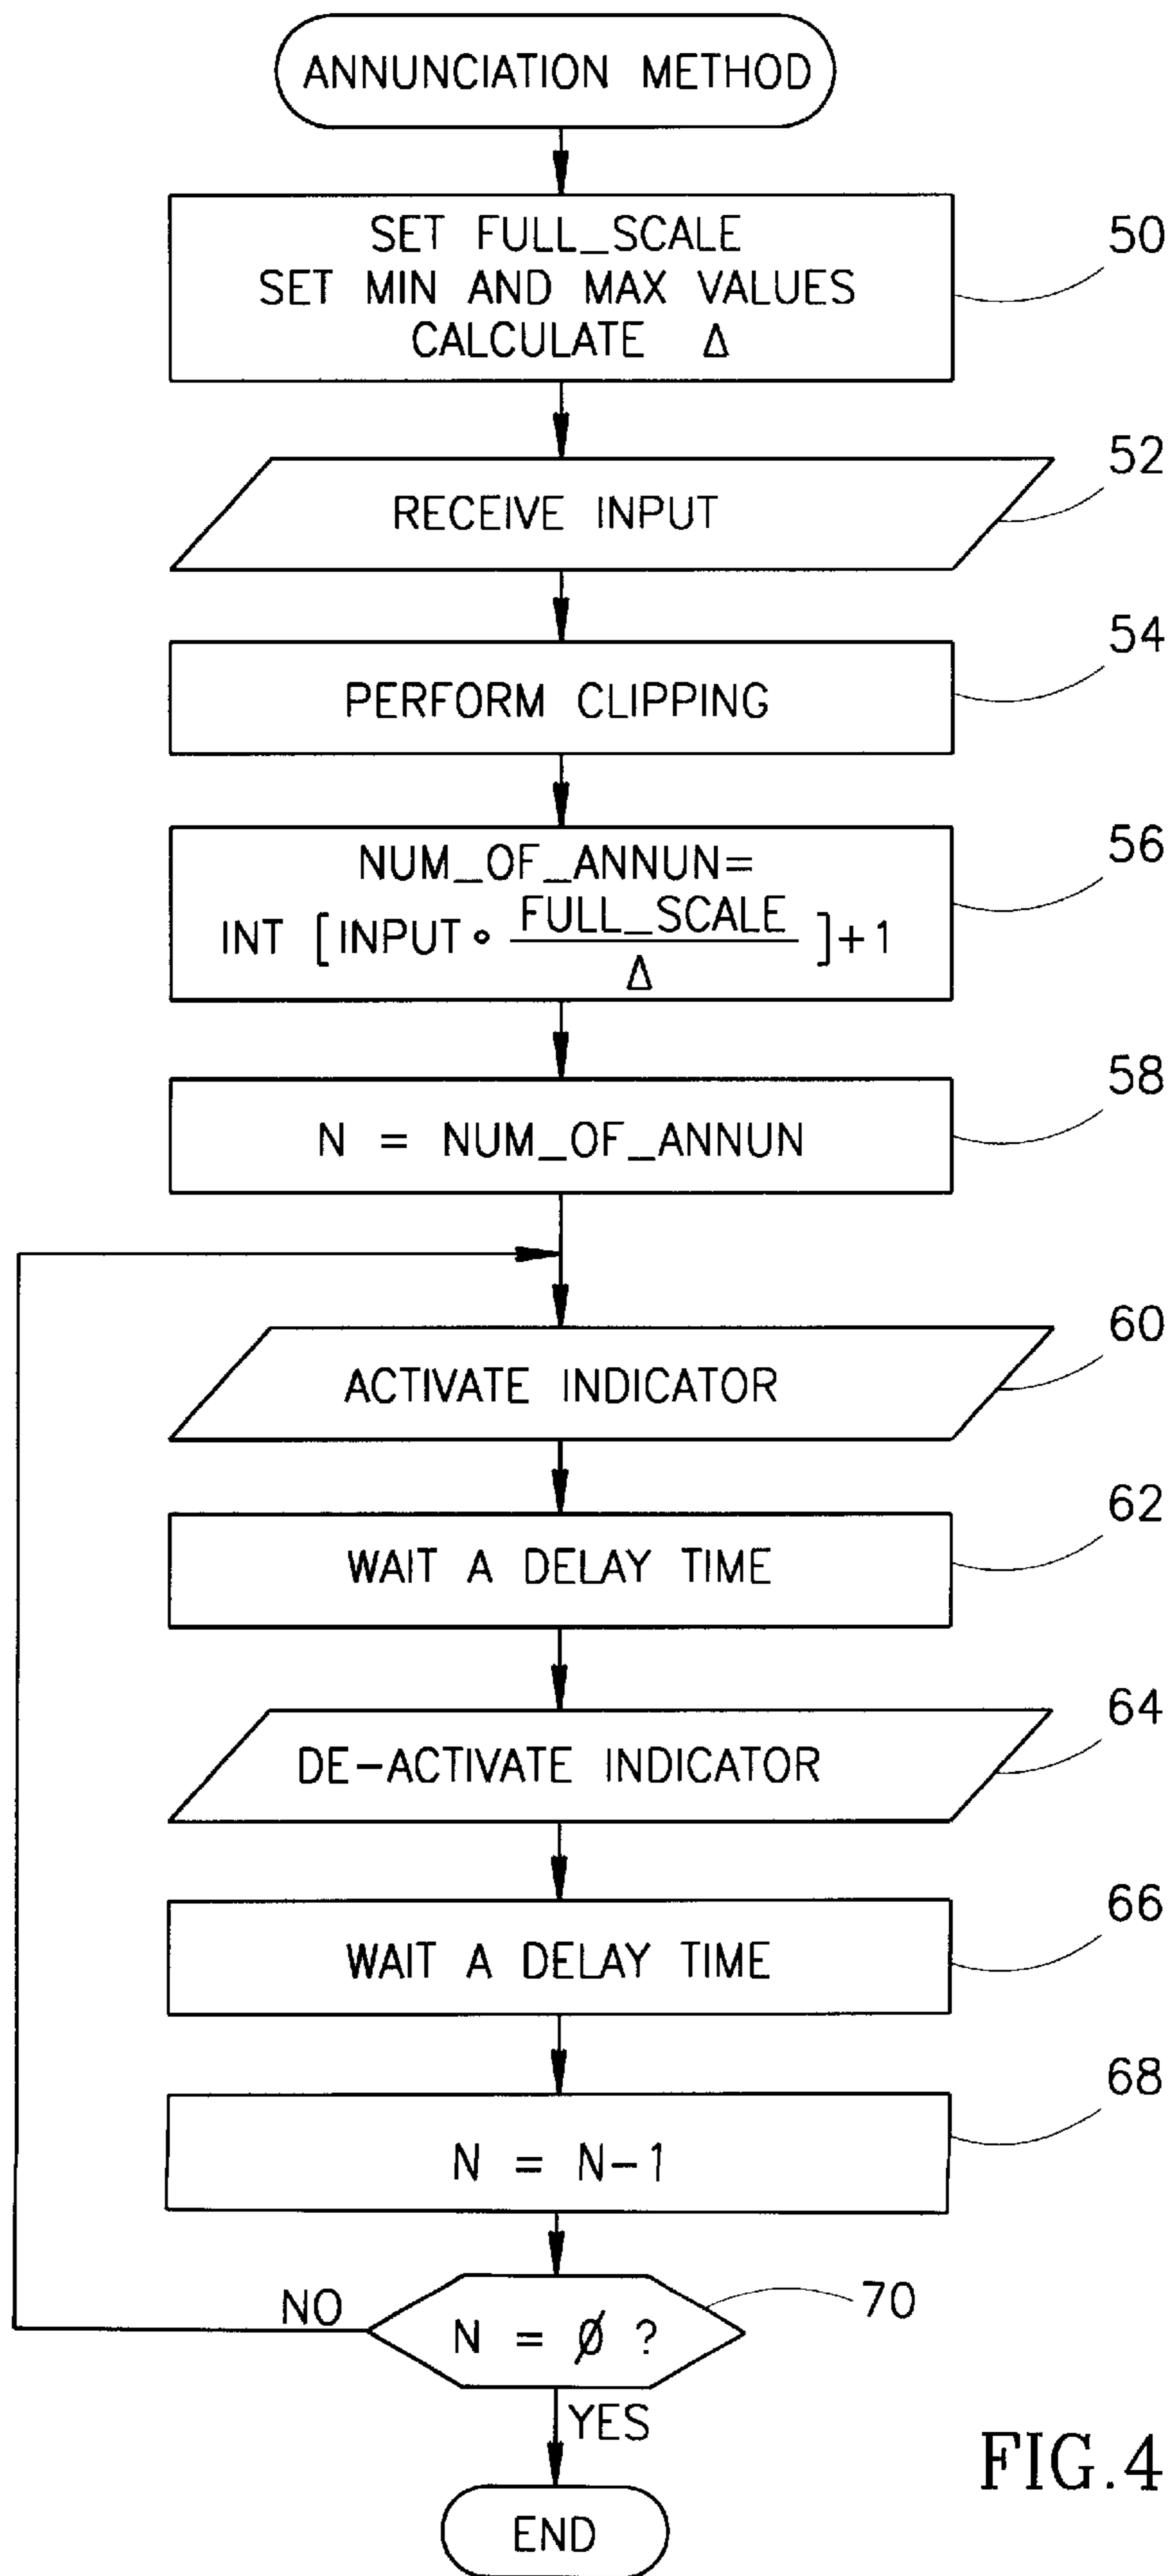 ANNUNCIATION METHOD
SET FULL_SCALE
SET MIN AND MAX VALUES
CALCULATE Δ
50
RECEIVE INPUT
52
PERFORM CLIPPING
54
NUM_OF_ANNUN=
INT [INPUT∘ FULL_SCALE/Δ ]+1
56
N = NUM_OF_ANNUN
58
ACTIVATE INDICATOR
60
WAIT A DELAY TIME
62
DE-ACTIVATE INDICATOR
64
WAIT A DELAY TIME
66
N = N-1
68
NO
N = Ø ?
70
YES
END
FIG.4